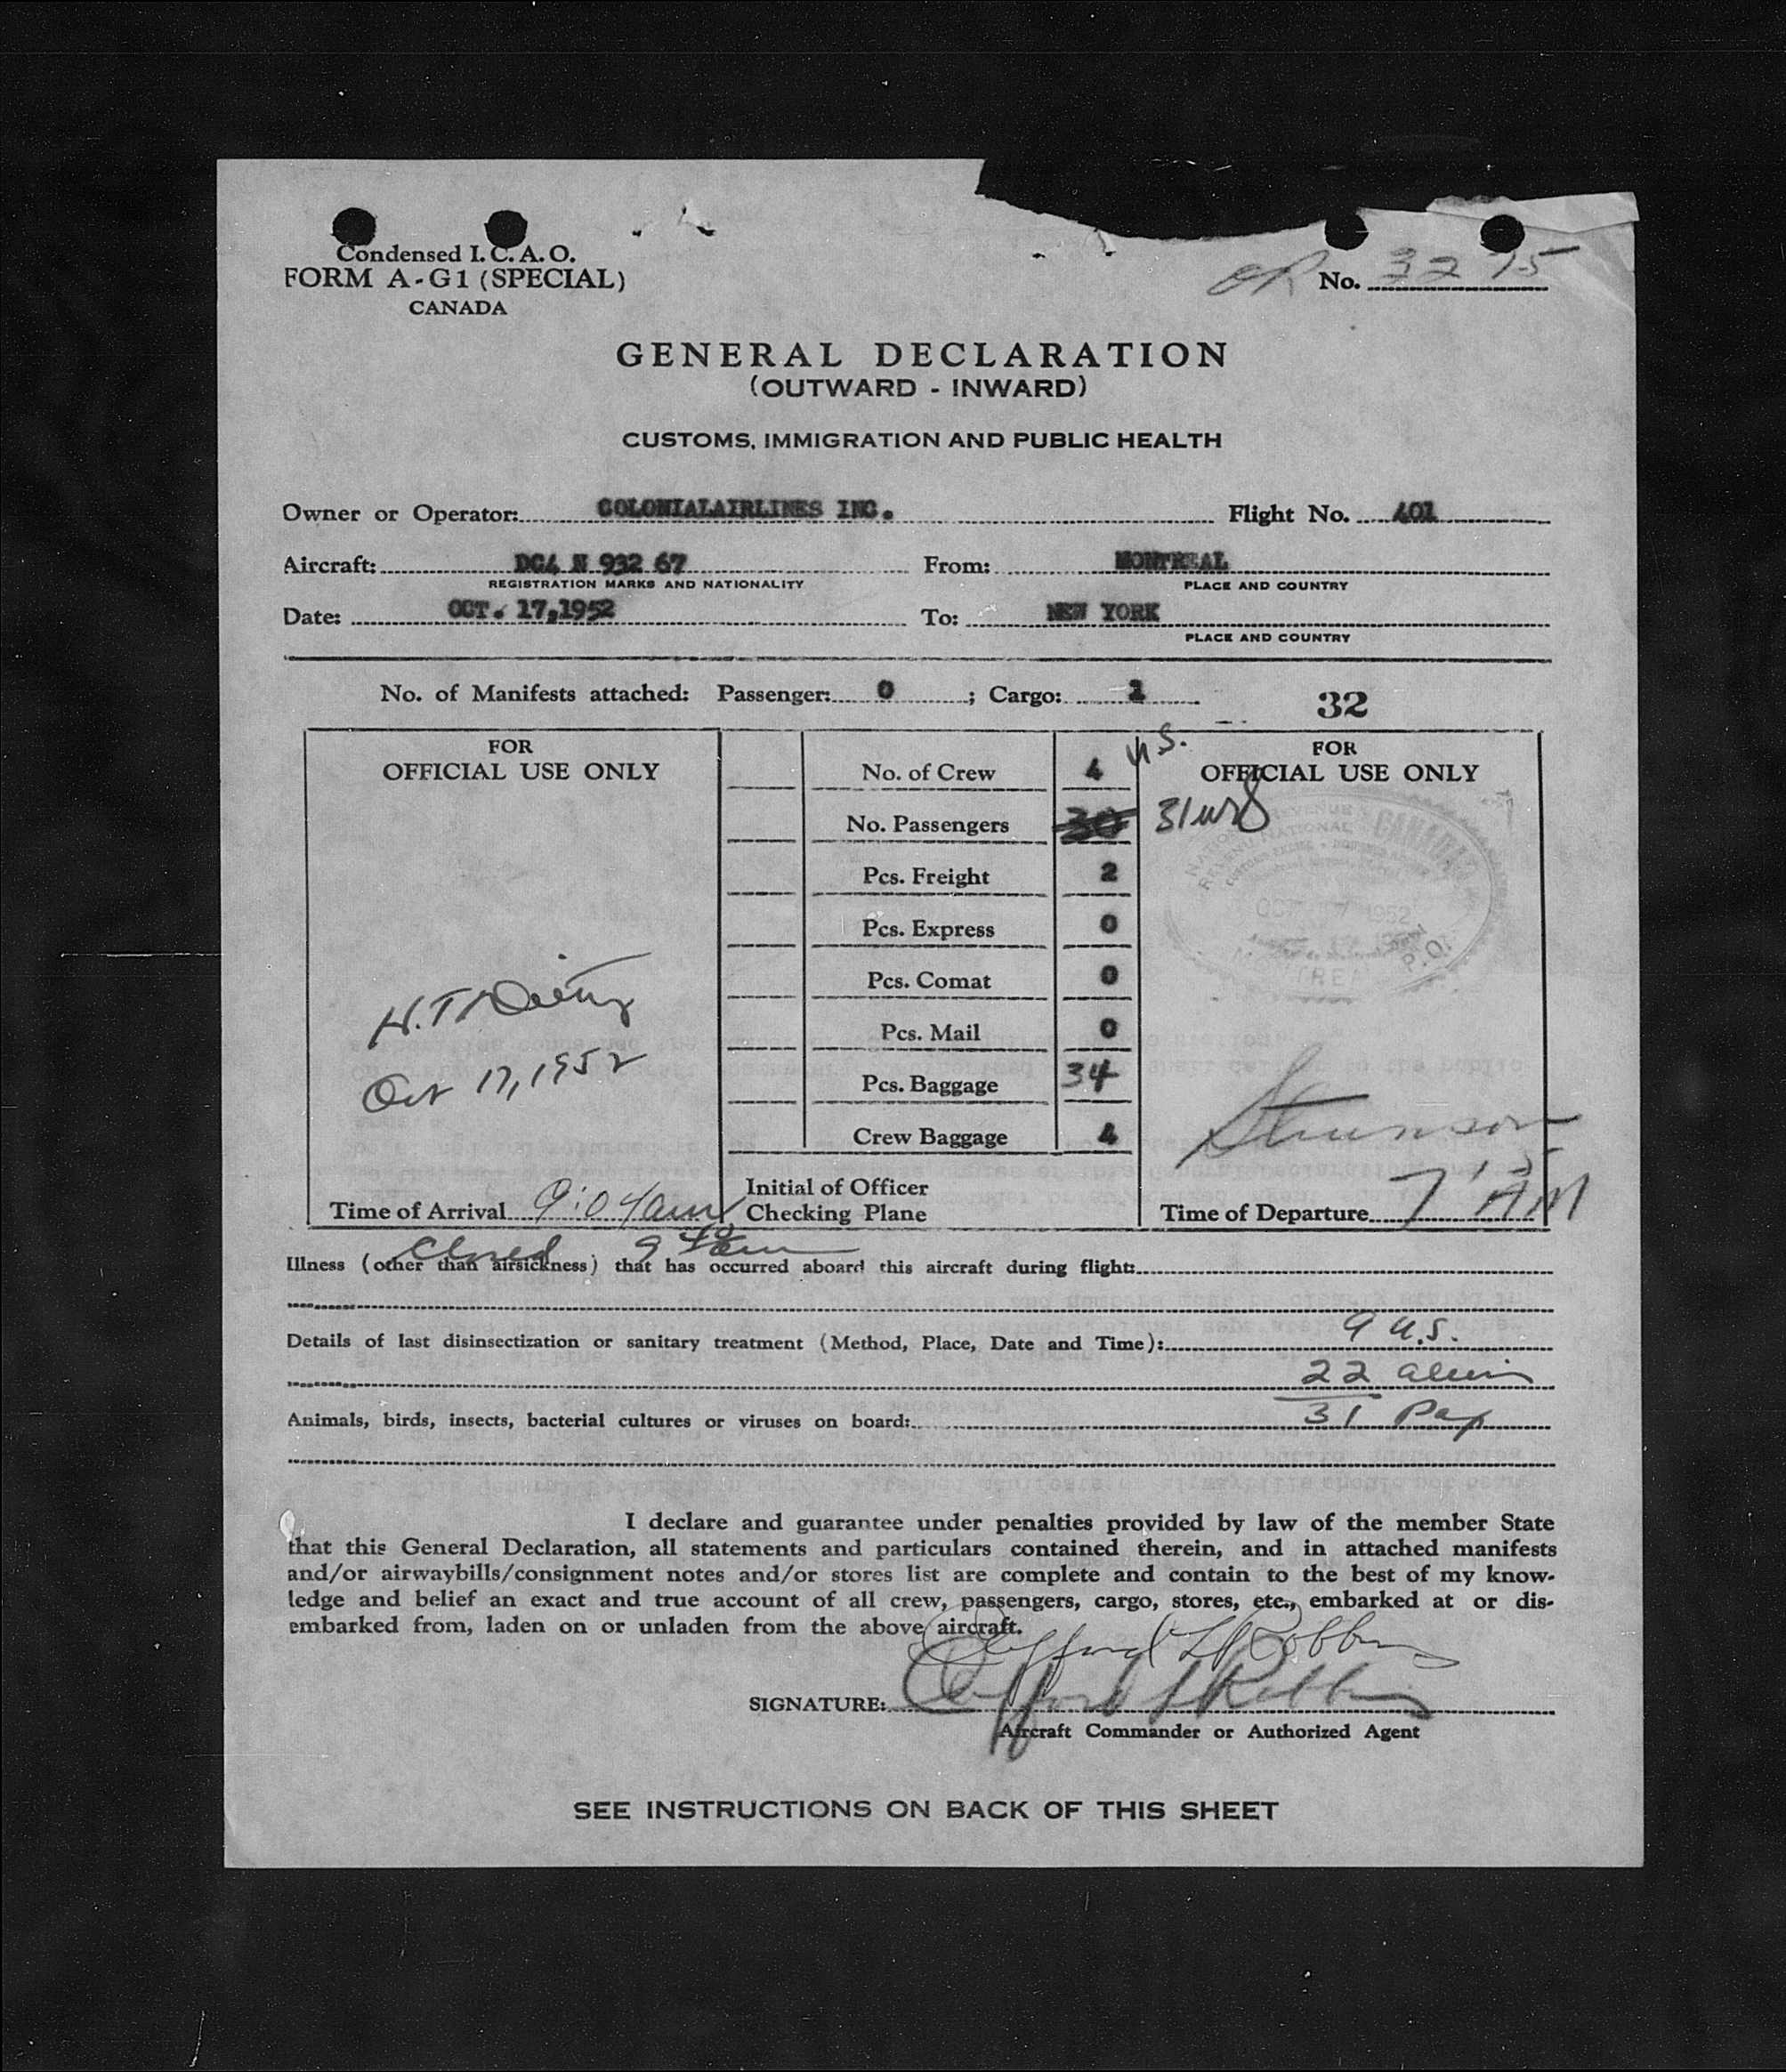 Condensed I.C.A.O.
FORM A-G1 (SPECIAL)
CANADA
No. 3275
GENERAL DECLARATION
(OUTWARD - INWARD)
CUSTOMS, IMMIGRATION AND PUBLIC HEALTH
Owner or Operator: COLONIALAIRLINES INC. Flight No. 401
Aircraft: DC4 N 932 67 From: MONTREAL
REGISTRATION MARKS AND NATIONALITY PLACE AND COUNTRY
Date: OCT. 17,1952 To: NEW YORK
PLACE AND COUNTRY
No. of Manifests attached: Passenger: 0 ; Cargo: 1 32
FOR
OFFICIAL USE ONLY
H.T.
Oct 17, 1952
Time of Arrival 9:04am
No. of Crew 4
No. Passengers 30
Pcs. Freight 2
Pcs. Express 0
Pcs. Comat 0
Pcs. Mail 0
Pcs. Baggage 34
Crew Baggage 4
Initial of Officer
Checking Plane
U.S.
FOR
OFFICIAL USE ONLY
31
REVENUE
NATIONAL
CANADA
OCT 17 1952
P.O.
Time of Departure 7 AM
Closed 9
Illness (other than airsickness) that has occurred aboard this aircraft during flight:
Details of last disinsectization or sanitary treatment (Method, Place, Date and Time): 9 U.S.
22 aliens
31 Pax
Animals, birds, insects, bacterial cultures or viruses on board:
I declare and guarantee under penalties provided by law of the member State
that this General Declaration, all statements and particulars contained therein, and in attached manifests
and/or airwaybills/consignment notes and/or stores list are complete and contain to the best of my know-
ledge and belief an exact and true account of all crew, passengers, cargo, stores, etc., embarked at or dis-
embarked from, laden on or unladen from the above aircraft.
Clifford L Robbins
SIGNATURE: Clifford L Robbins
Aircraft Commander or Authorized Agent
SEE INSTRUCTIONS ON BACK OF THIS SHEET